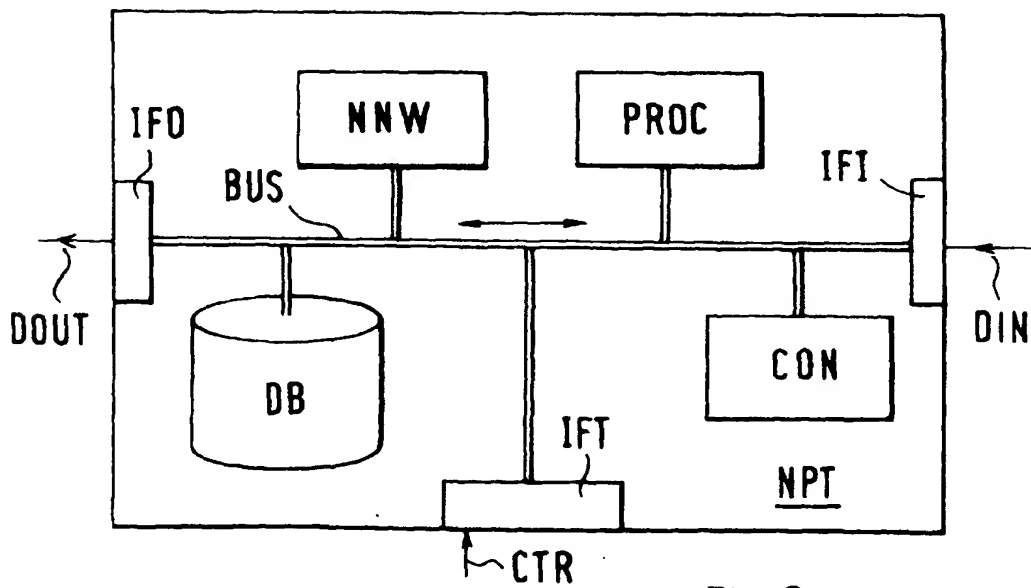 NNW
PROC
IFO
IFI
BUS
DOUT
DIN
DB
CON
IFT
NPT
CTR